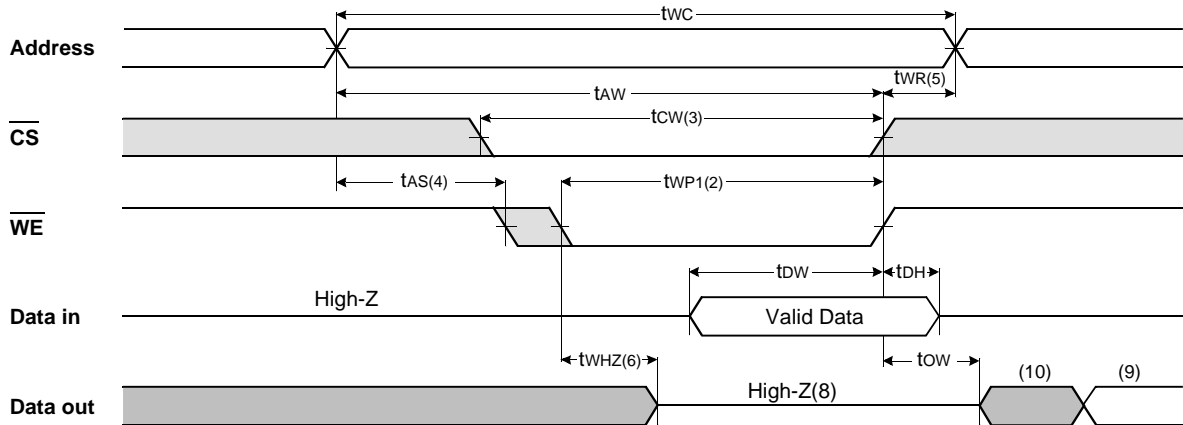 tWC
Address
tAW
tWR(5)
tCW(3)
CS
tAS(4)
tWP1(2)
WE
tDW
tDH
High-Z
Data in
Valid Data
tWHZ(6)
tOW
(10)
(9)
High-Z(8)
Data out